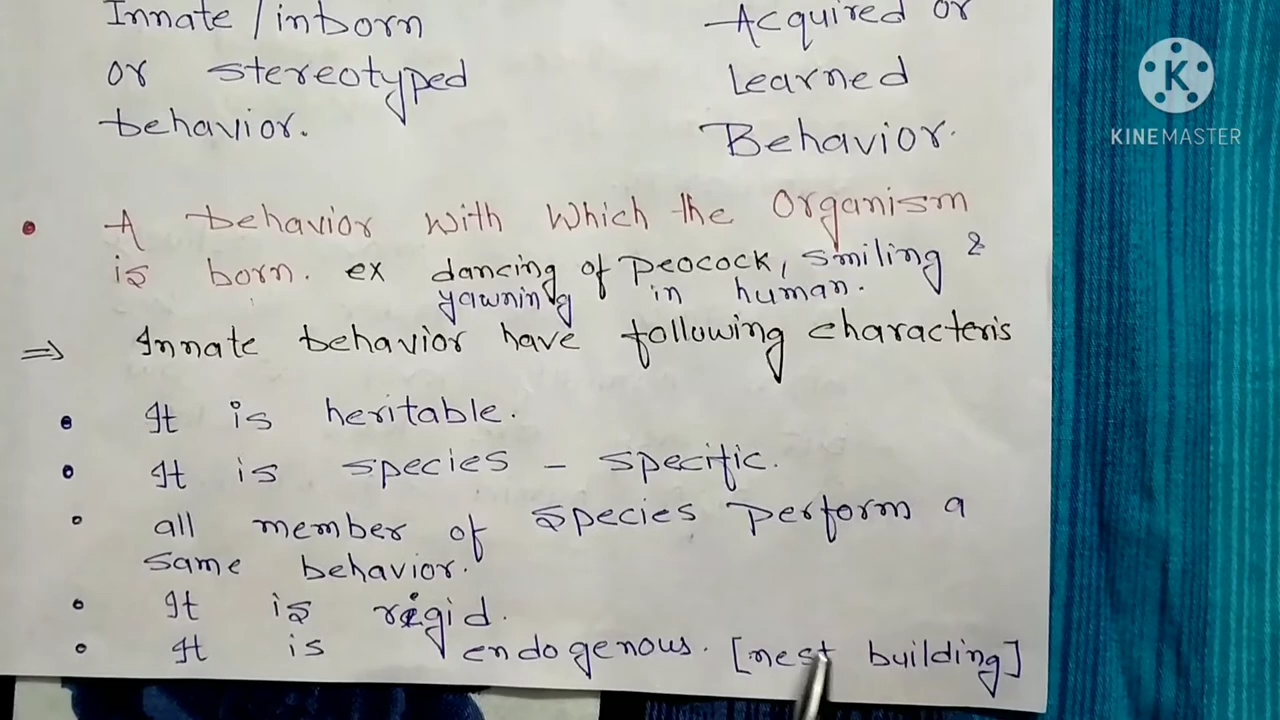 Innate / inborn
or stereotyped
behavior.
Acquired or
Learned
Behavior.
K
KINEMASTER
• A behavior with which the organism
is born. ex dancing of peocock, smiling &
yawning in human.
⇒ Innate behavior have following characteris
• It is heritable.
• It is species - specific.
• all member of species perform a
same behavior.
• It is rigid.
• It is endogenous. [nest building]